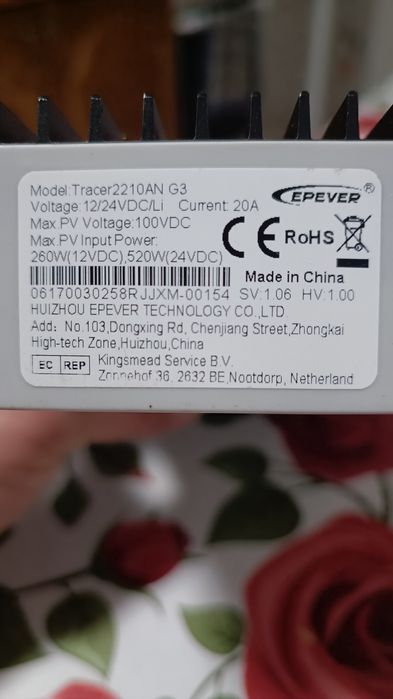 Model:Tracer2210AN G3
EPEVER®
Voltage:12/24VDC/Li Current: 20A
Max.PV Voltage:100VDC
Max.PV Input Power:
260W(12VDC),520W(24VDC)
CE RoHS
Made in China
06170030258RJJXM-00154 SV:1.06 HV:1.00
HUIZHOU EPEVER TECHNOLOGY CO.,LTD
Add: No.103,Dongxing Rd, Chenjiang Street,Zhongkai
High-tech Zone,Huizhou,China
EC REP Kingsmead Service B.V.
Zonnehof 36, 2632 BE,Nootdorp, Netherland